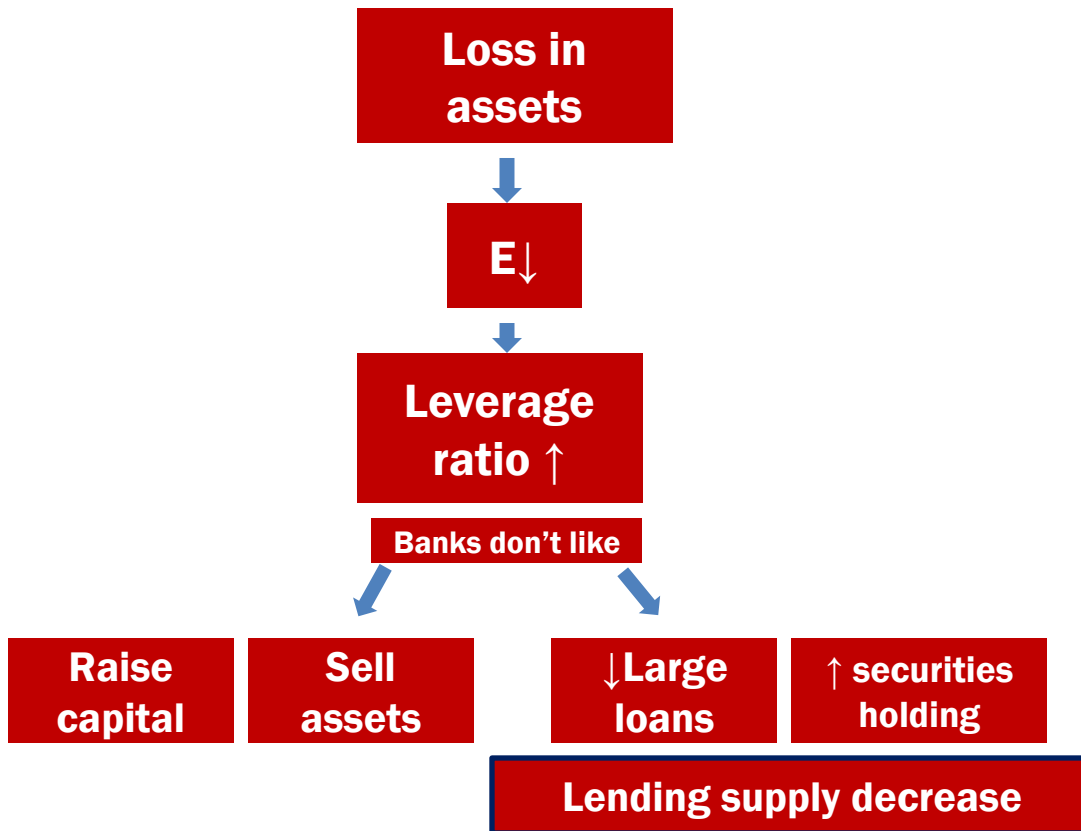 Loss in
assets
E↓
Leverage
ratio ↑
Banks don’t like
Raise
capital
Sell
assets
↓Large
loans
↑ securities
holding
Lending supply decrease